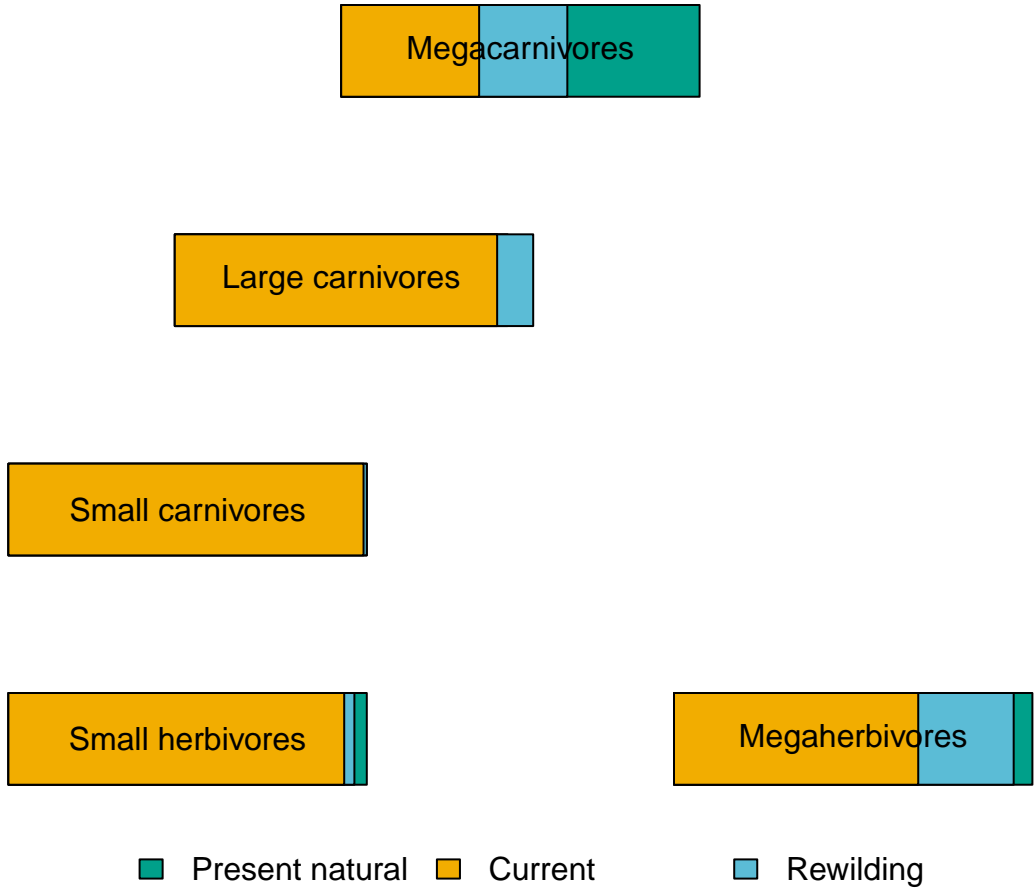 Megacarnivores
Large carnivores
Small carnivores
Small herbivores
Megaherbivores
Present natural
Current
Rewilding